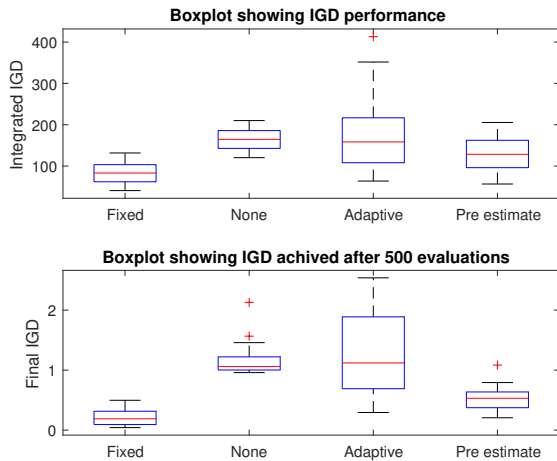 Boxplot showing IGD performance
Integrated IGD
400
300
200
100
Fixed None Adaptive Pre estimate
Boxplot showing IGD achived after 500 evaluations
Final IGD
2
1
0
Fixed None Adaptive Pre estimate